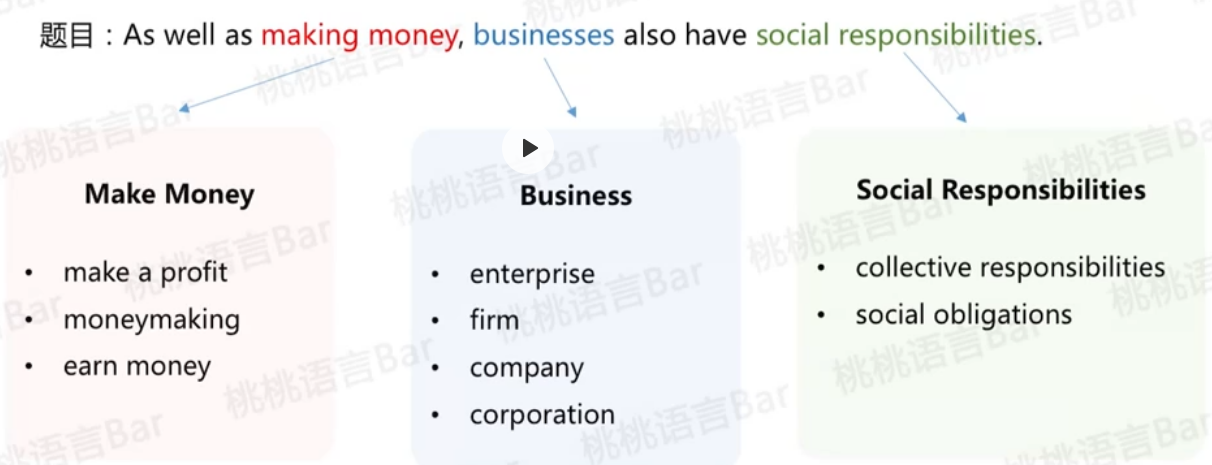 题目：As well as making money, businesses also have social responsibilities.
Make Money
• make a profit
• moneymaking
• earn money
Business
• enterprise
• firm
• company
• corporation
Social Responsibilities
• collective responsibilities
• social obligations
桃桃语言Bar